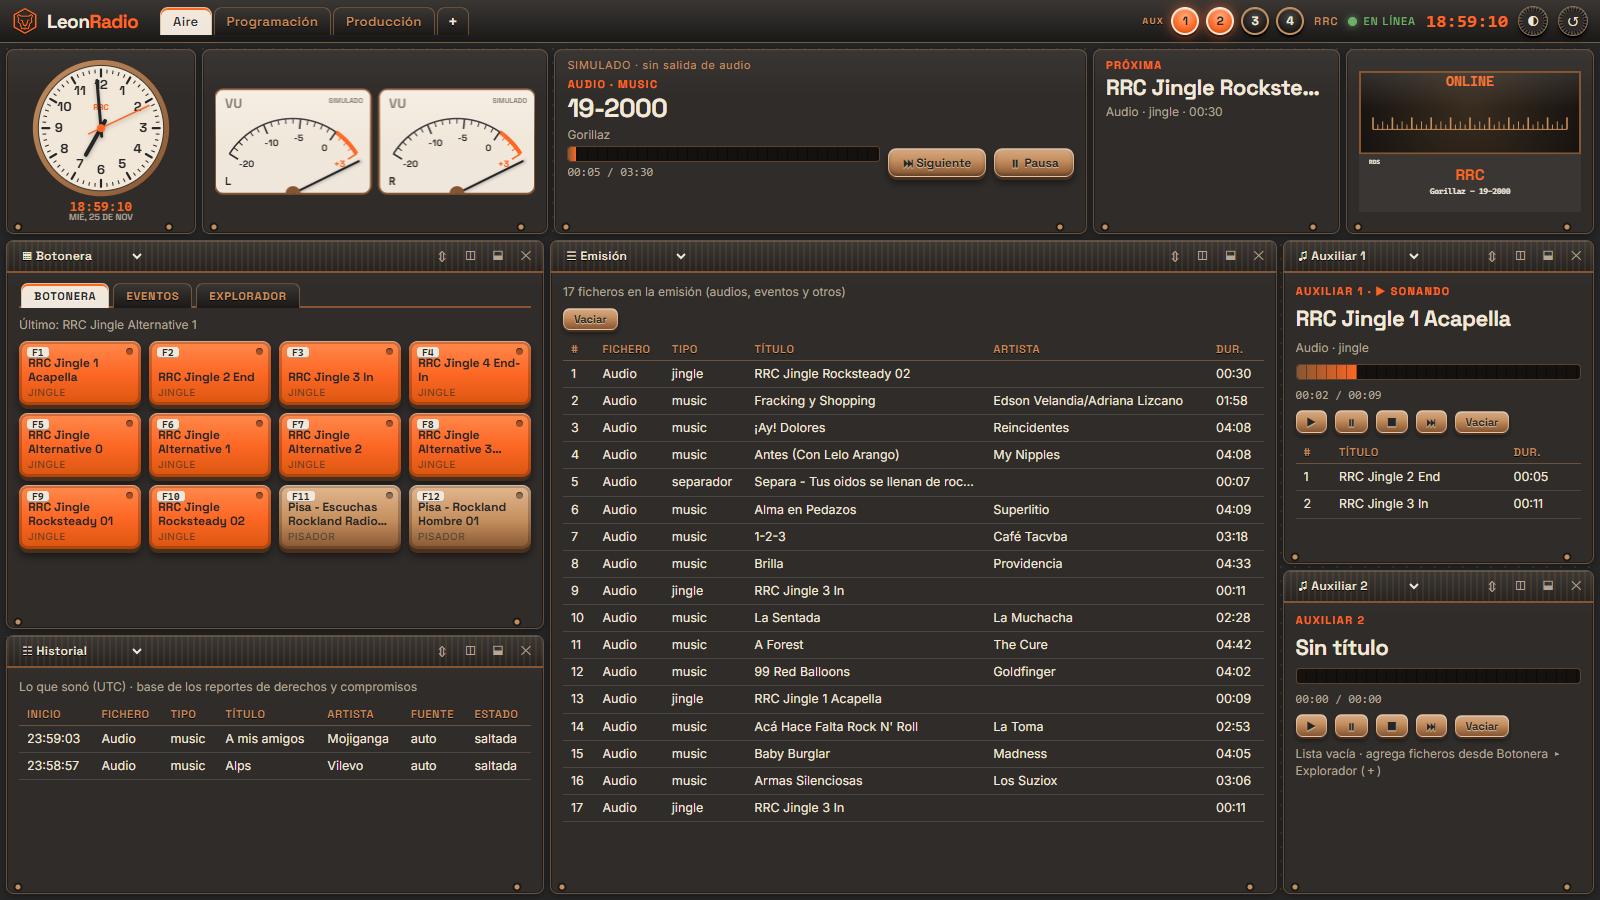 LeonRadio
Aire
Programación
Producción
+
AUX 1 2 3 4 RRC EN LÍNEA 18:59:10
12 1 2 3 4 5 6 7 8 9 10 11
RRC
18:59:10
MIÉ, 25 DE NOV
VU SIMULADO
-20 -10 -5 0 +3
L
VU SIMULADO
-20 -10 -5 0 +3
R
SIMULADO · sin salida de audio
AUDIO · MUSIC
19-2000
Gorillaz
00:05 / 03:30
Siguiente
Pausa
PRÓXIMA
RRC Jingle Rockste...
Audio · jingle · 00:30
ONLINE
RDS
RRC
Gorillaz - 19-2000
Botonera
BOTONERA EVENTOS EXPLORADOR
Último: RRC Jingle Alternative 1
F1
RRC Jingle 1
Acapella
JINGLE
F2
RRC Jingle 2 End
JINGLE
F3
RRC Jingle 3 In
JINGLE
F4
RRC Jingle 4 End-
In
JINGLE
F5
RRC Jingle
Alternative 0
JINGLE
F6
RRC Jingle
Alternative 1
JINGLE
F7
RRC Jingle
Alternative 2
JINGLE
F8
RRC Jingle
Alternative 3...
JINGLE
F9
RRC Jingle
Rocksteady 01
JINGLE
F10
RRC Jingle
Rocksteady 02
JINGLE
F11
Pisa - Escuchas
Rockland Radio...
PISADOR
F12
Pisa - Rockland
Hombre 01
PISADOR
Historial
Lo que sonó (UTC) · base de los reportes de derechos y compromisos
INICIO FICHERO TIPO TÍTULO ARTISTA FUENTE ESTADO
23:59:03 Audio music A mis amigos Mojiganga auto saltada
23:58:57 Audio music Alps Vilevo auto saltada
Emisión
17 ficheros en la emisión (audios, eventos y otros)
Vaciar
# FICHERO TIPO TÍTULO ARTISTA DUR.
1 Audio jingle RRC Jingle Rocksteady 02 00:30
2 Audio music Fracking y Shopping Edson Velandia/Adriana Lizcano 01:58
3 Audio music ¡Ay! Dolores Reincidentes 04:08
4 Audio music Antes (Con Lelo Arango) My Nipples 04:08
5 Audio separador Separa - Tus oidos se llenan de roc... 00:07
6 Audio music Alma en Pedazos Superlitio 04:09
7 Audio music 1-2-3 Café Tacvba 03:18
8 Audio music Brilla Providencia 04:33
9 Audio jingle RRC Jingle 3 In 00:11
10 Audio music La Sentada La Muchacha 02:28
11 Audio music A Forest The Cure 04:42
12 Audio music 99 Red Balloons Goldfinger 04:02
13 Audio jingle RRC Jingle 1 Acapella 00:09
14 Audio music Acá Hace Falta Rock N' Roll La Toma 02:53
15 Audio music Baby Burglar Madness 04:05
16 Audio music Armas Silenciosas Los Suziox 03:06
17 Audio jingle RRC Jingle 3 In 00:11
Auxiliar 1
AUXILIAR 1 · ▶ SONANDO
RRC Jingle 1 Acapella
Audio · jingle
00:02 / 00:09
Vaciar
# TÍTULO DUR.
1 RRC Jingle 2 End 00:05
2 RRC Jingle 3 In 00:11
Auxiliar 2
AUXILIAR 2
Sin título
00:00 / 00:00
Vaciar
Lista vacía · agrega ficheros desde Botonera ▸
Explorador (+)